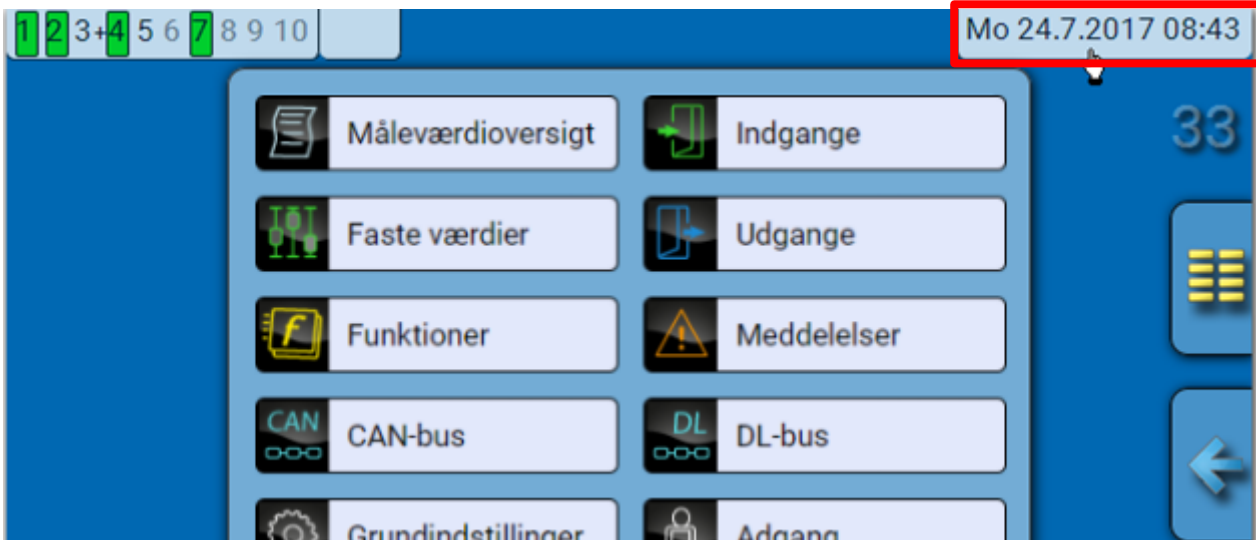 1 2 3+4 5 6 7 8 9 10
Mo 24.7.2017 08:43
33
Måleværdioversigt
Indgange
Faste værdier
Udgange
f Funktioner
Meddelelser
CAN CAN-bus
DL DL-bus
Grundindstillinger
Adgang